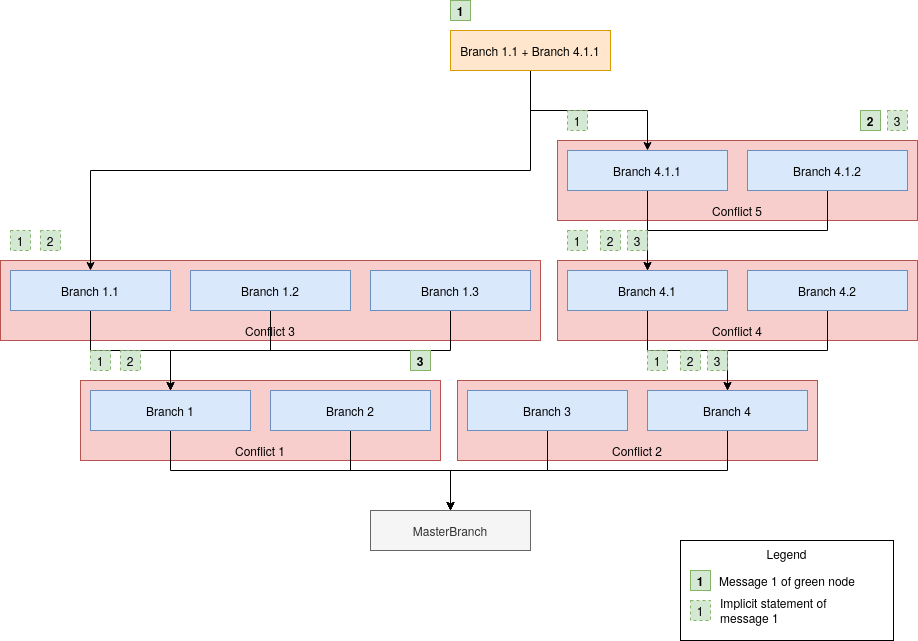 1
Branch 1.1 + Branch 4.1.1
1
2 3
Branch 4.1.1 Branch 4.1.2
Conflict 5
1 2
1 2 3
Branch 1.1 Branch 1.2 Branch 1.3
Conflict 3
Branch 4.1 Branch 4.2
Conflict 4
1 2
3
1 2 3
Branch 1 Branch 2
Conflict 1
Branch 3 Branch 4
Conflict 2
MasterBranch
Legend
1 Message 1 of green node
1 Implicit statement of
message 1